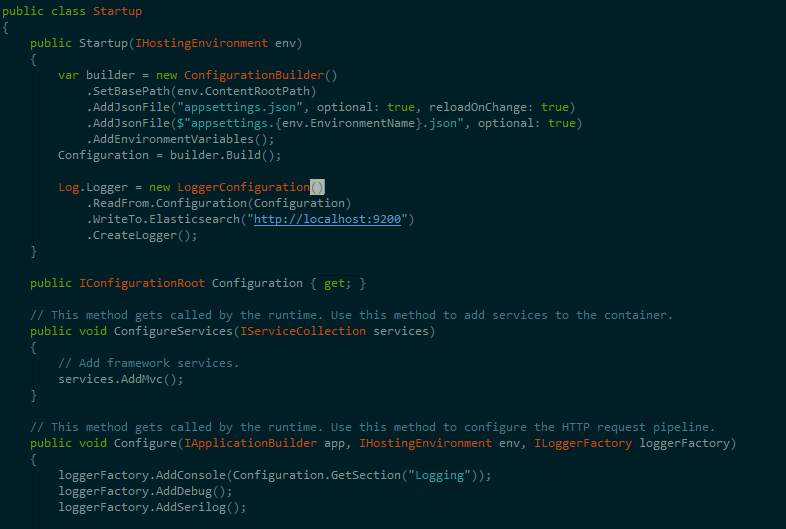 public class Startup
{
public Startup(IHostingEnvironment env)
{
var builder = new ConfigurationBuilder()
.SetBasePath(env.ContentRootPath)
.AddJsonFile("appsettings.json", optional: true, reloadOnChange: true)
.AddJsonFile($"appsettings.{env.EnvironmentName}.json", optional: true)
.AddEnvironmentVariables();
Configuration = builder.Build();
Log.Logger = new LoggerConfiguration()
.ReadFrom.Configuration(Configuration)
.WriteTo.Elasticsearch("http://localhost:9200")
.CreateLogger();
}
public IConfigurationRoot Configuration { get; }
// This method gets called by the runtime. Use this method to add services to the container.
public void ConfigureServices(IServiceCollection services)
{
// Add framework services.
services.AddMvc();
}
// This method gets called by the runtime. Use this method to configure the HTTP request pipeline.
public void Configure(IApplicationBuilder app, IHostingEnvironment env, ILoggerFactory loggerFactory)
{
loggerFactory.AddConsole(Configuration.GetSection("Logging"));
loggerFactory.AddDebug();
loggerFactory.AddSerilog();